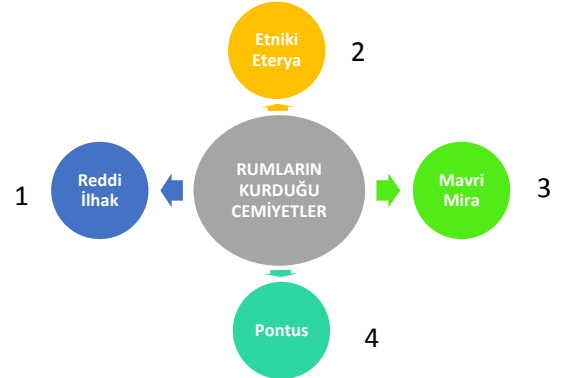 Etniki
Eterya
2
1
Reddi
İlhak
RUMLARIN
KURDUĞU
CEMİYETLER
Mavri
Mira
3
Pontus
4